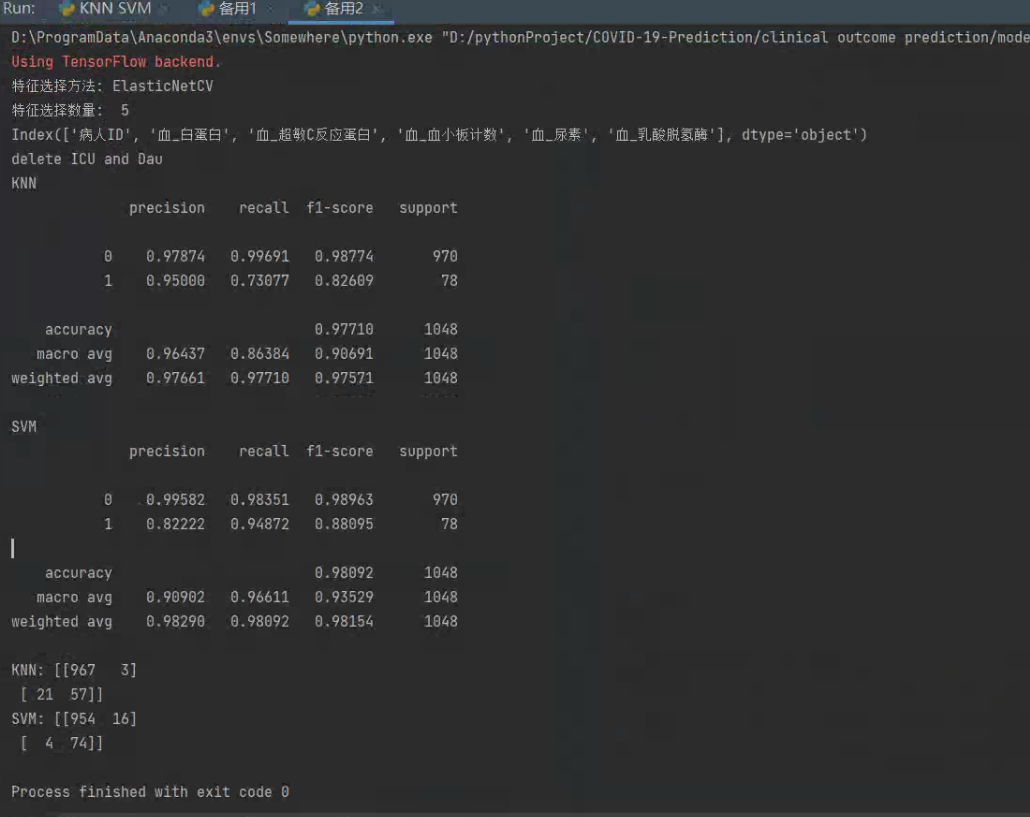 Run: KNN SVM × 备用1 × 备用2 ×
D:\ProgramData\Anaconda3\envs\Somewhere\python.exe "D:/pythonProject/COVID-19-Prediction/clinical outcome prediction/mode
Using TensorFlow backend.
特征选择方法: ElasticNetCV
特征选择数量:  5
Index(['病人ID', '血_白蛋白', '血_超敏C反应蛋白', '血_血小板计数', '血_尿素', '血_乳酸脱氢酶'], dtype='object')
delete ICU and Dau
KNN
              precision    recall  f1-score   support

           0    0.97874   0.99691   0.98774       970
           1    0.95000   0.73077   0.82609        78

    accuracy                        0.97710      1048
   macro avg    0.96437   0.86384   0.90691      1048
weighted avg    0.97661   0.97710   0.97571      1048

SVM
              precision    recall  f1-score   support

           0    0.99582   0.98351   0.98963       970
           1    0.82222   0.94872   0.88095        78

    accuracy                        0.98092      1048
   macro avg    0.90902   0.96611   0.93529      1048
weighted avg    0.98290   0.98092   0.98154      1048

KNN: [[967   3]
 [ 21  57]]
SVM: [[954  16]
 [  4  74]]

Process finished with exit code 0